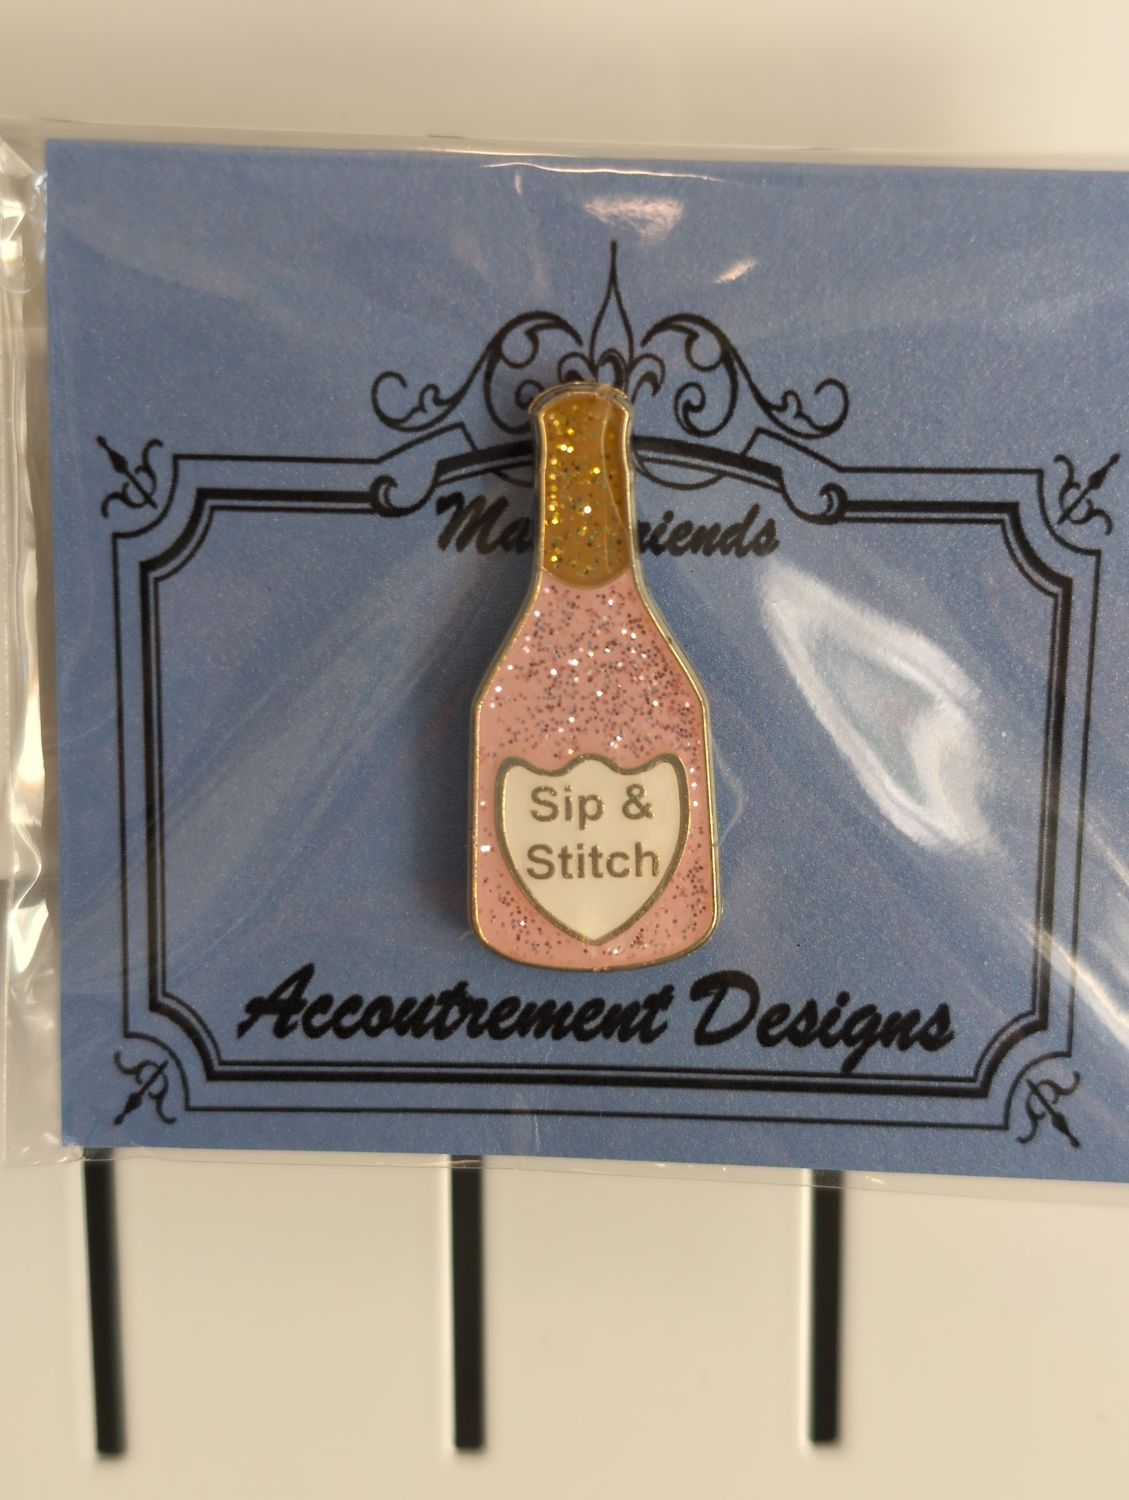 Sip &
Stitch
Accoutrement Designs